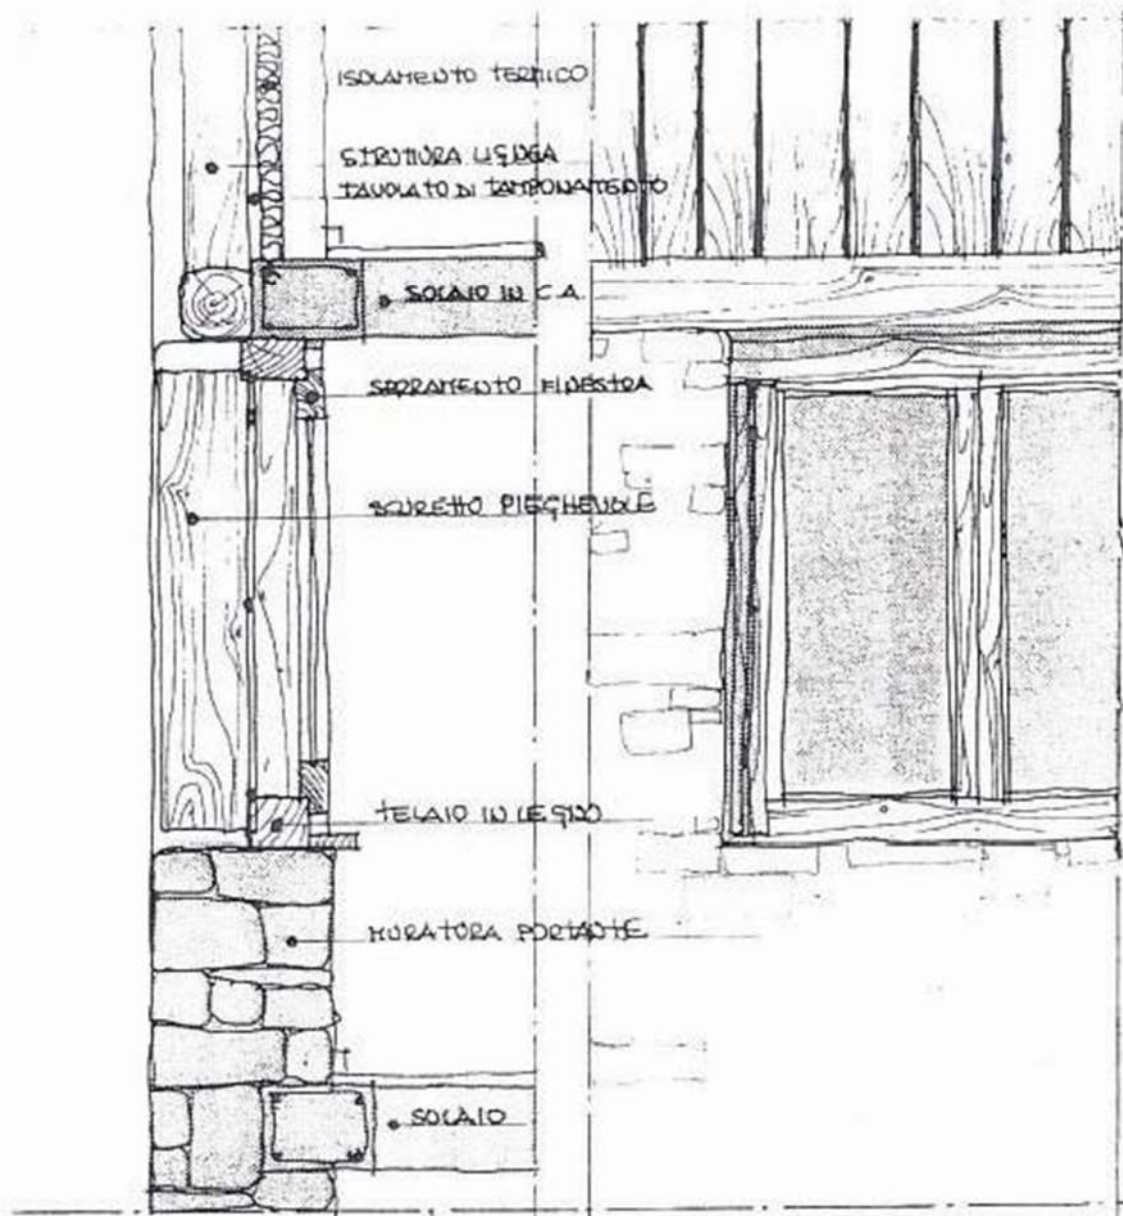 ISOLAMENTO TERMICO
STRUTTURA LIGNEA
TAVOLATO DI TAMPONAMENTO
SOLAIO IN C.A.
SERRAMENTO FINESTRA
SCURETTO PIEGHEVOLE
TELAIO IN LEGNO
MURATURA PORTANTE
SOLAIO